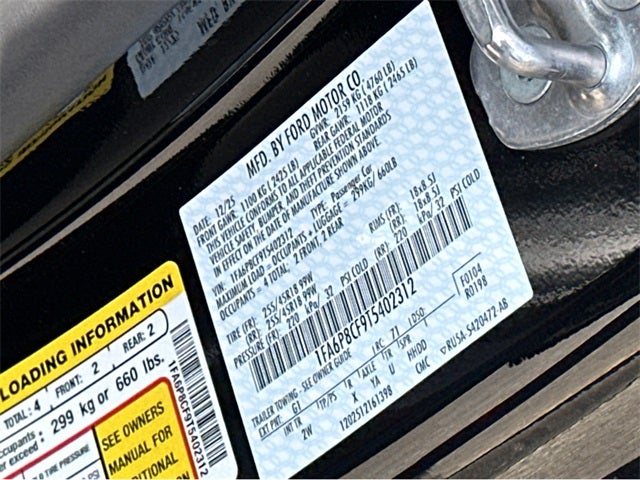 MFD. BY FORD MOTOR CO.
DATE: 12/25 GVWR: 2159 KG ( 4760 LB)
FRONT GAWR: 1100 KG ( 2425 LB) REAR GAWR: 1118 KG ( 2465 LB)
THIS VEHICLE CONFORMS TO ALL APPLICABLE FEDERAL MOTOR
VEHICLE SAFETY, BUMPER, AND THEFT PREVENTION STANDARDS
IN EFFECT ON THE DATE OF MANUFACTURE SHOWN ABOVE.
VIN: 1FA6P8CF9T5402312 TYPE: Passenger Car
MAXIMUM LOAD = OCCUPANTS + LUGGAGE = 299KG/ 660LB
OCCUPANTS = 4 TOTAL; 2 FRONT, 2 REAR
TIRE (FR): 255/45R18 99W RIMS (FR): 18x8.5J
(RR): 255/45R18 99W (RR): 18x8.5J
PRESSURE (FR): 220 kPa/ 32 PSI COLD (RR): 220 kPa/ 32 PSI COLD
1FA6P8CF9T5402312
TRAILER TOWING - SEE OWNER GUIDE
EXT PNT: G1 RC: 21 LDSO: F0104
R0198
INT TR TP/PS R AXLE TR SPR
2W X YA U HHDD
1202512161398 CMC RUSA-5420472-AB
LOADING INFORMATION
TOTAL: 4 FRONT: 2 REAR: 2
299 kg or 660 lbs.
SEE OWNERS
MANUAL FOR
1FA6P8CF9T5402312